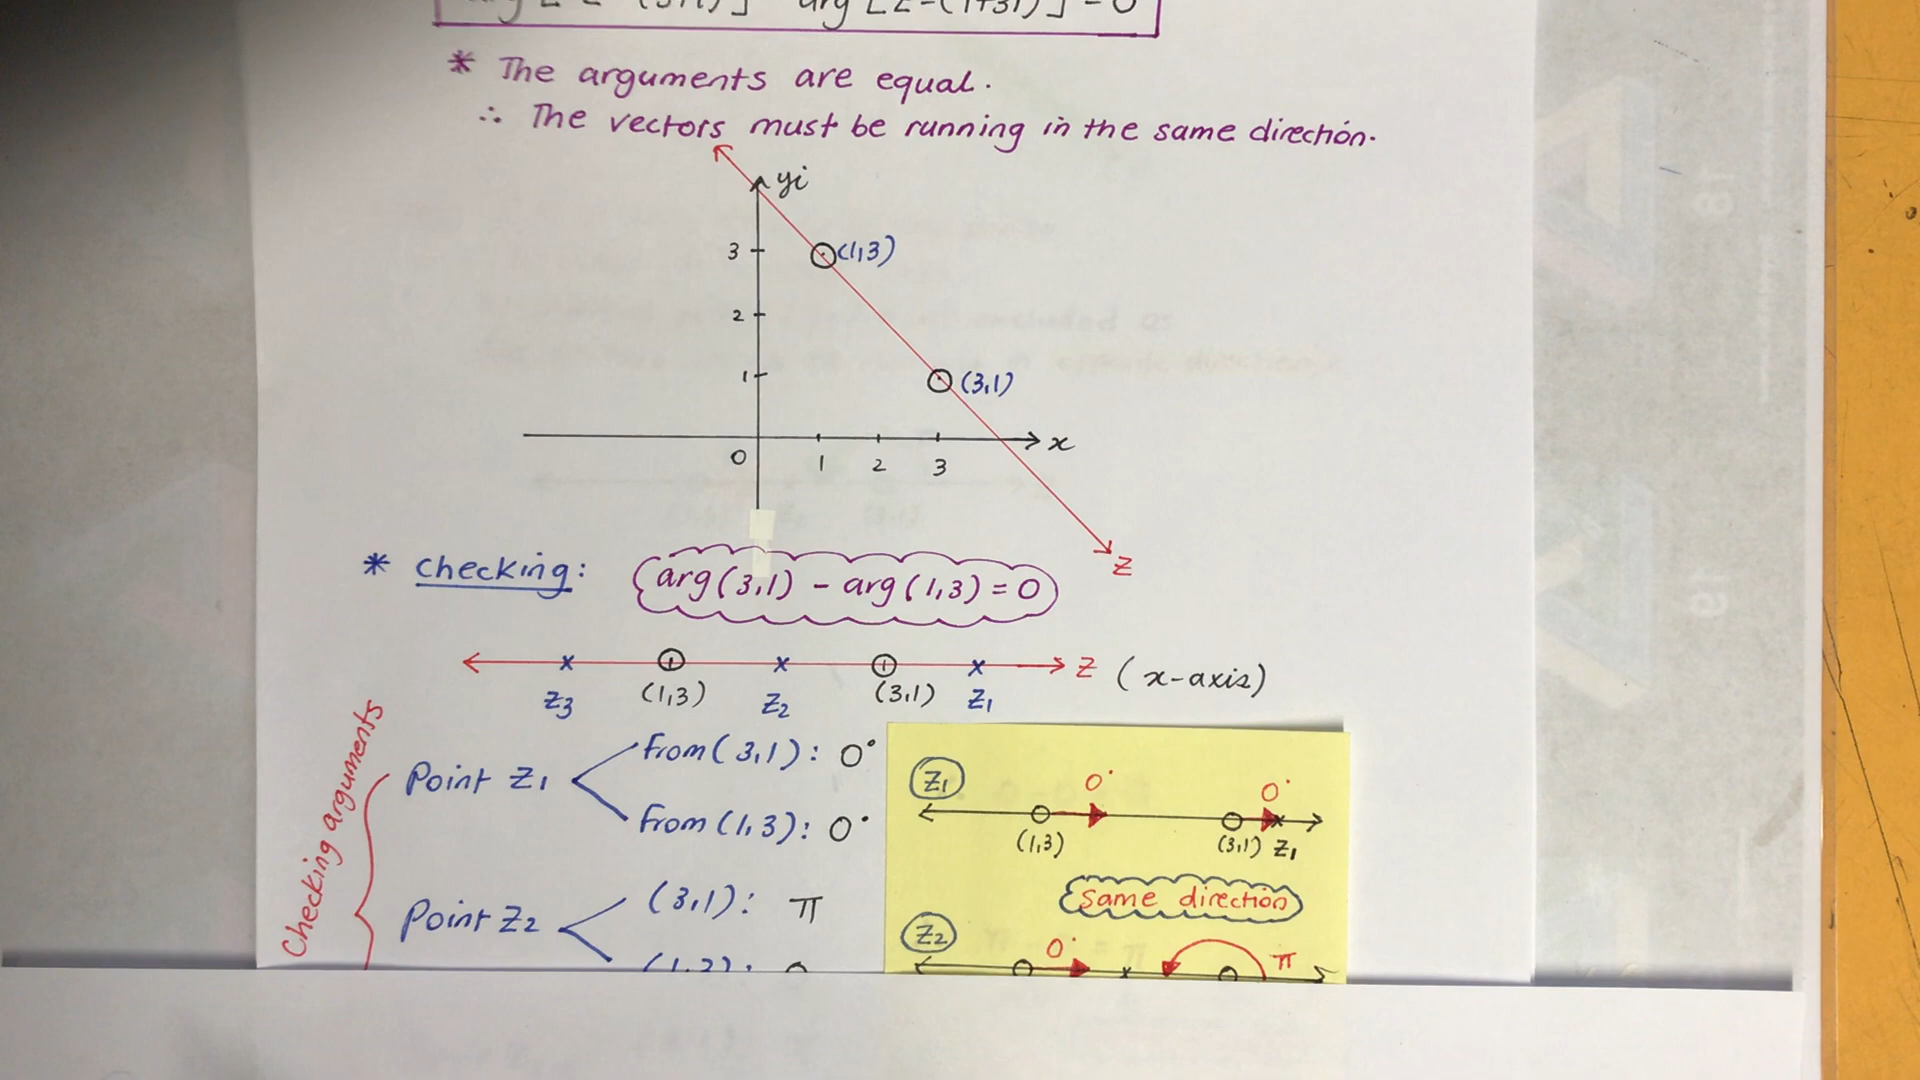 * The arguments are equal.
∴ The vectors must be running in the same direction.
yi
3
(1,3)
2
1
(3,1)
x
0
1
2
3
z
* checking:
arg(3,1) - arg(1,3) = 0
z (x-axis)
z3
(1,3)
z2
(3,1)
z1
Checking arguments
Point z1
from (3,1): 0°
from (1,3): 0°
Point z2
(3,1): π
z1
0°
0°
(1,3)
(3,1) z1
same direction
z2
0°
π
18
19